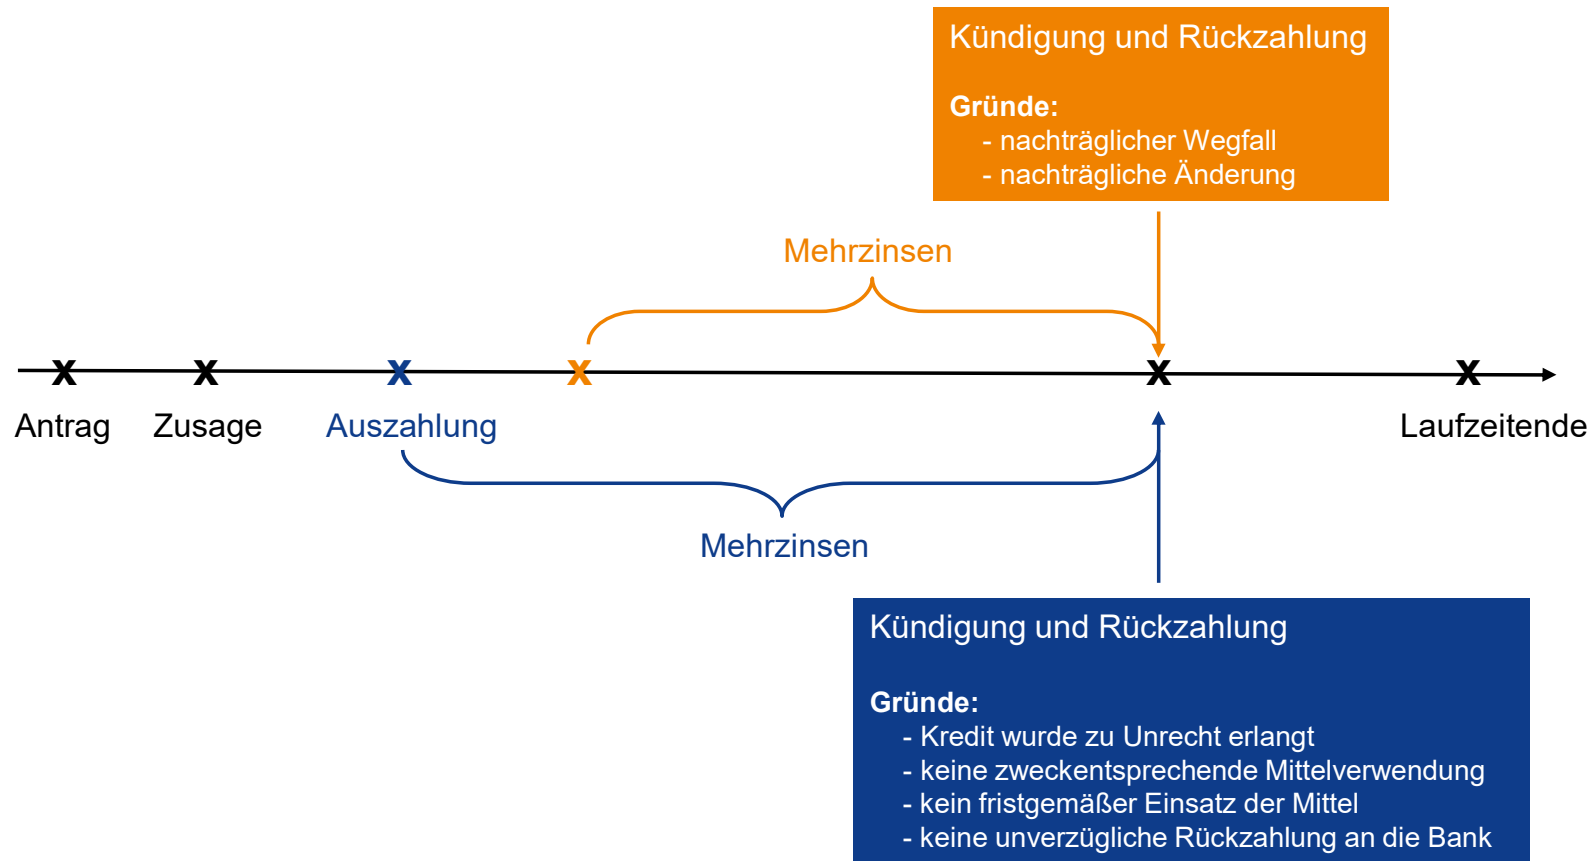 Kündigung und Rückzahlung
Gründe:
- nachträglicher Wegfall
- nachträgliche Änderung
Mehrzinsen
x x x x x x
Antrag Zusage Auszahlung Laufzeitende
Mehrzinsen
Kündigung und Rückzahlung
Gründe:
- Kredit wurde zu Unrecht erlangt
- keine zweckentsprechende Mittelverwendung
- kein fristgemäßer Einsatz der Mittel
- keine unverzügliche Rückzahlung an die Bank